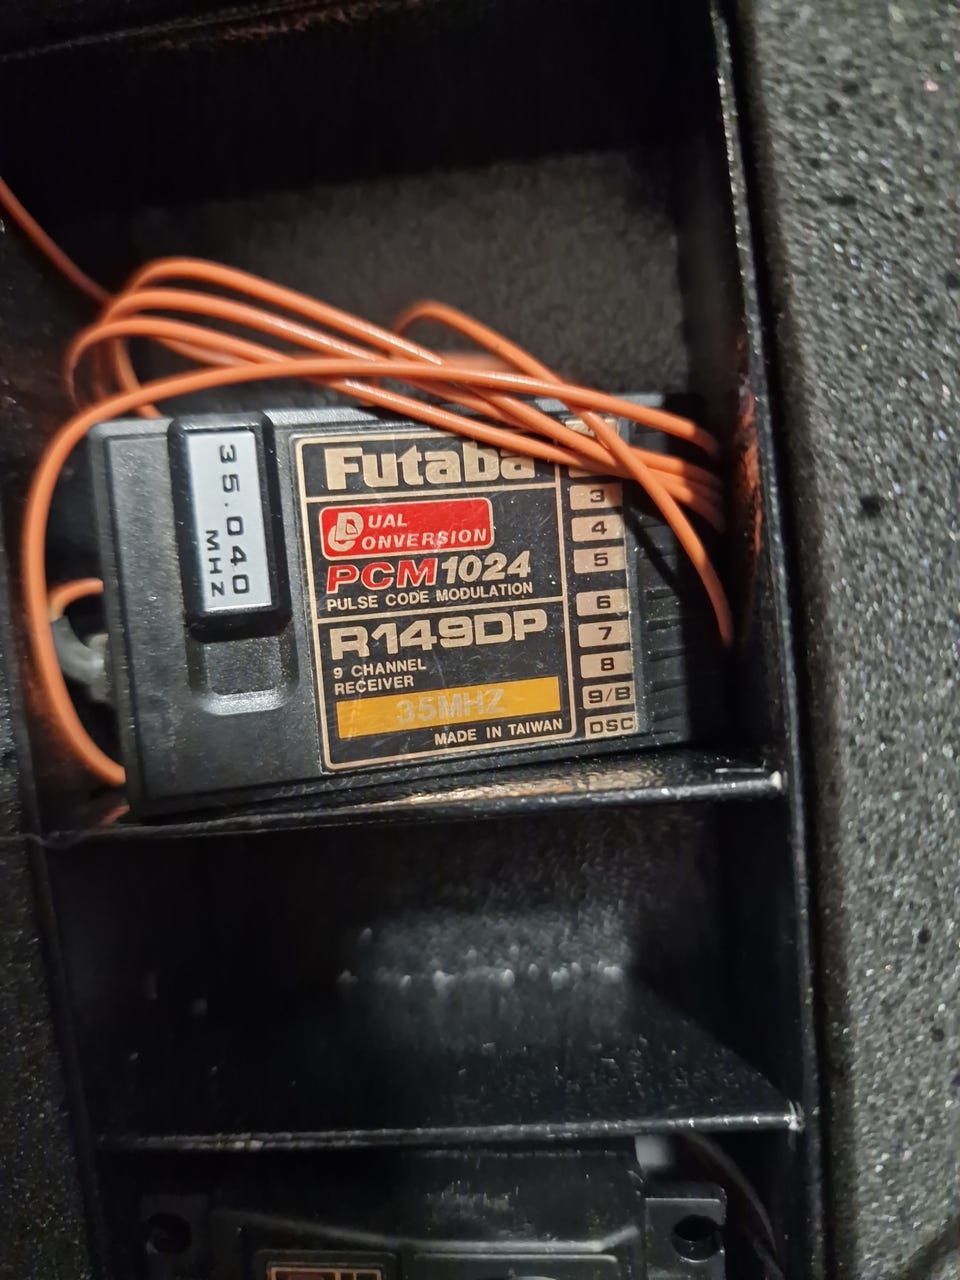 35.040
MHz
Futaba
DUAL
CONVERSION
PCM1024
PULSE CODE MODULATION
R149DP
9 CHANNEL
RECEIVER
35MHZ
MADE IN TAIWAN
3
4
5
6
7
8
9/B
DSC